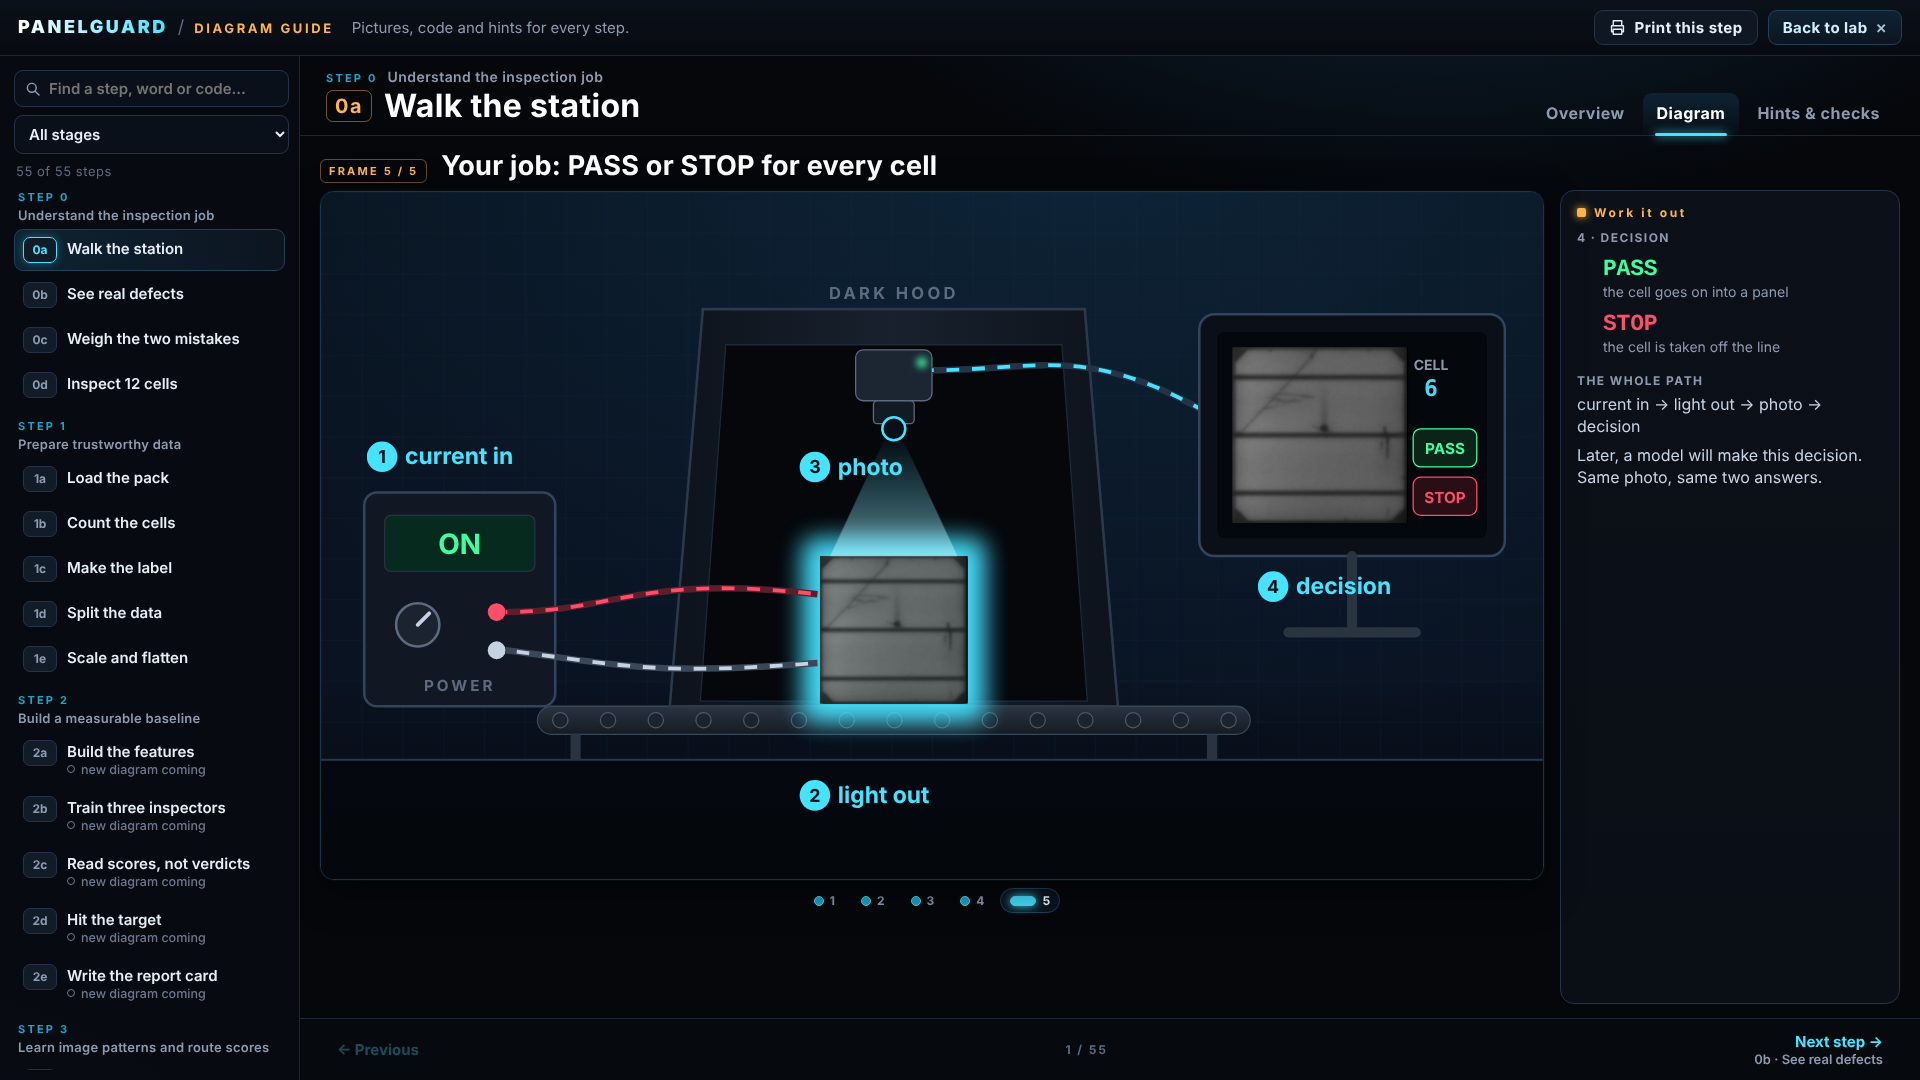 PANELGUARD / DIAGRAM GUIDE Pictures, code and hints for every step.
Print this step
Back to lab ×
Find a step, word or code...
All stages
55 of 55 steps
STEP 0
Understand the inspection job
0a Walk the station
0b See real defects
0c Weigh the two mistakes
0d Inspect 12 cells
STEP 1
Prepare trustworthy data
1a Load the pack
1b Count the cells
1c Make the label
1d Split the data
1e Scale and flatten
STEP 2
Build a measurable baseline
2a Build the features
new diagram coming
2b Train three inspectors
new diagram coming
2c Read scores, not verdicts
new diagram coming
2d Hit the target
new diagram coming
2e Write the report card
new diagram coming
STEP 3
Learn image patterns and route scores
STEP 0 Understand the inspection job
0a Walk the station
Overview
Diagram
Hints & checks
FRAME 5 / 5 Your job: PASS or STOP for every cell
DARK HOOD
1 current in
ON
POWER
3 photo
2 light out
CELL
6
PASS
STOP
4 decision
1
2
3
4
5
Work it out
4 · DECISION
PASS
the cell goes on into a panel
STOP
the cell is taken off the line
THE WHOLE PATH
current in → light out → photo →
decision
Later, a model will make this decision.
Same photo, same two answers.
← Previous
1 / 55
Next step →
0b · See real defects